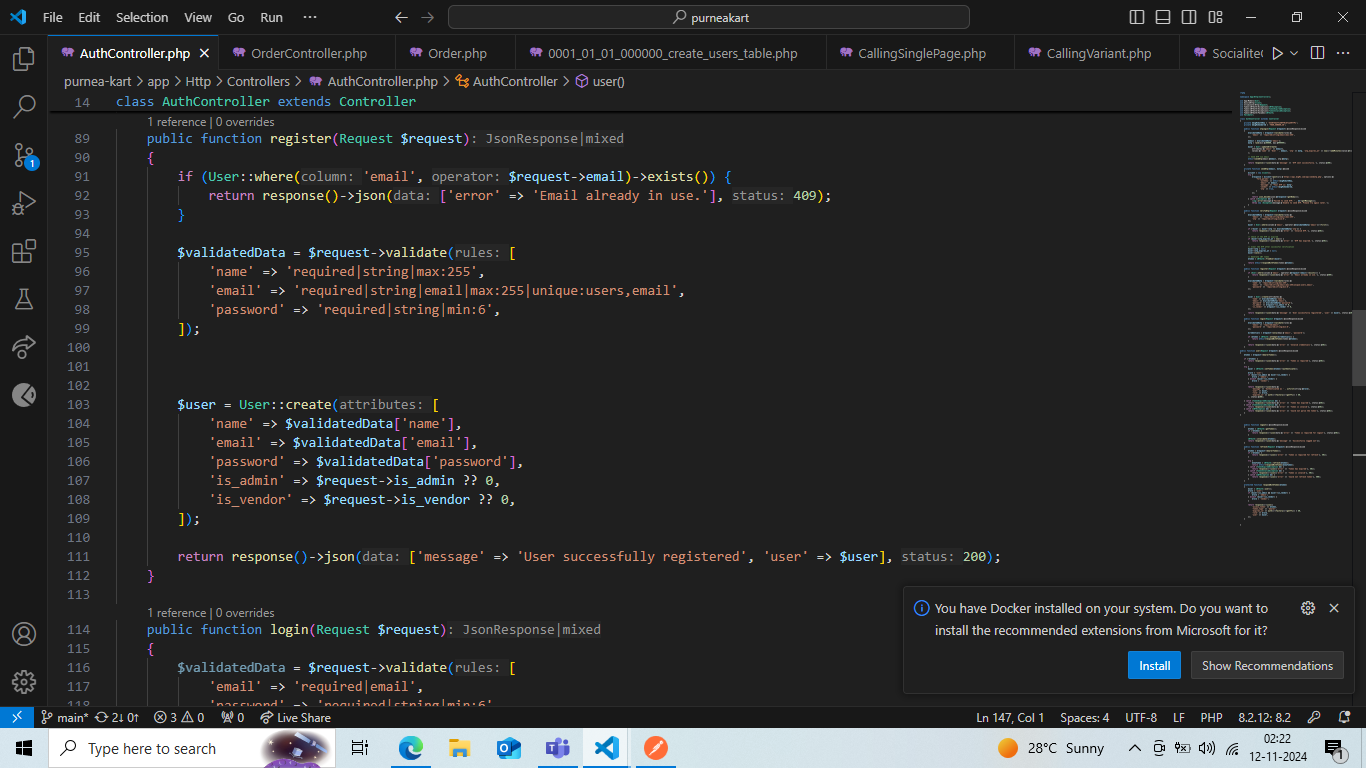 File Edit Selection View Go Run ··· purneakart
AuthController.php OrderController.php Order.php 0001_01_01_000000_create_users_table.php CallingSinglePage.php CallingVariant.php
purnea-kart > app > Http > Controllers > AuthController.php > AuthController > user()
14 class AuthController extends Controller
1 reference | 0 overrides
89 public function register(Request $request): JsonResponse|mixed
90 {
91 if (User::where(column: 'email', operator: $request->email)->exists()) {
92 return response()->json(data: ['error' => 'Email already in use.'], status: 409);
93 }
94
95 $validatedData = $request->validate(rules: [
96 'name' => 'required|string|max:255',
97 'email' => 'required|string|email|max:255|unique:users,email',
98 'password' => 'required|string|min:6',
99 ]);
100
101
102
103 $user = User::create(attributes: [
104 'name' => $validatedData['name'],
105 'email' => $validatedData['email'],
106 'password' => $validatedData['password'],
107 'is_admin' => $request->is_admin ?? 0,
108 'is_vendor' => $request->is_vendor ?? 0,
109 ]);
110
111 return response()->json(data: ['message' => 'User successfully registered', 'user' => $user], status: 200);
112 }
113
1 reference | 0 overrides
114 public function login(Request $request): JsonResponse|mixed
115 {
116 $validatedData = $request->validate(rules: [
117 'email' => 'required|email',
118 'password' => 'required|string|min:6'
1
You have Docker installed on your system. Do you want to
install the recommended extensions from Microsoft for it?
Install Show Recommendations
main* 2↓ 0↑ 3 0 0 Live Share Ln 147, Col 1 Spaces: 4 UTF-8 LF PHP 8.2.12: 8.2
Type here to search 28°C Sunny 02:22
12-11-2024 1